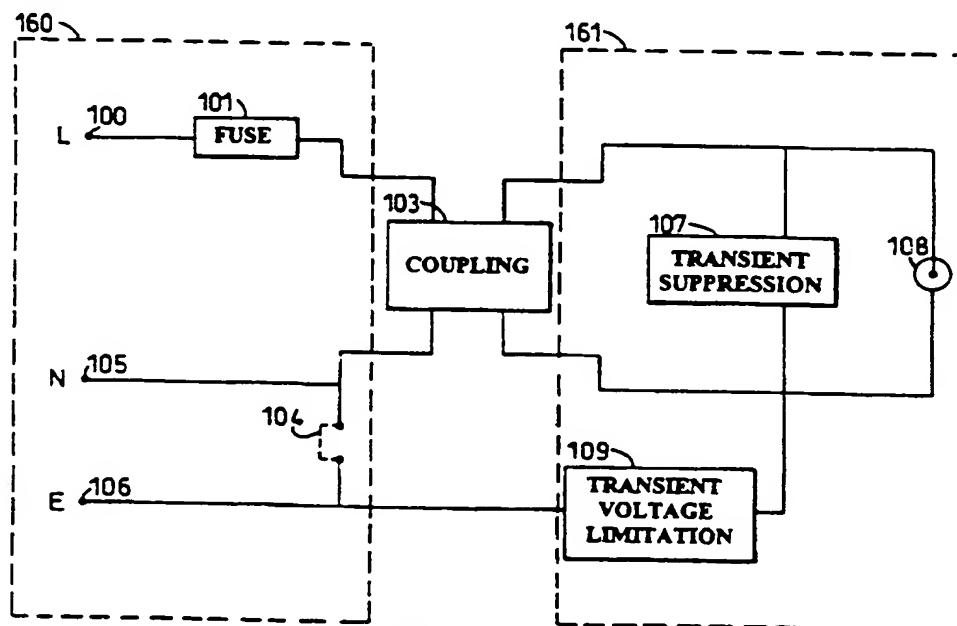 160
161
L
100
101
FUSE
103
COUPLING
107
TRANSIENT
SUPPRESSION
108
N
105
104
E
106
109
TRANSIENT
VOLTAGE
LIMITATION